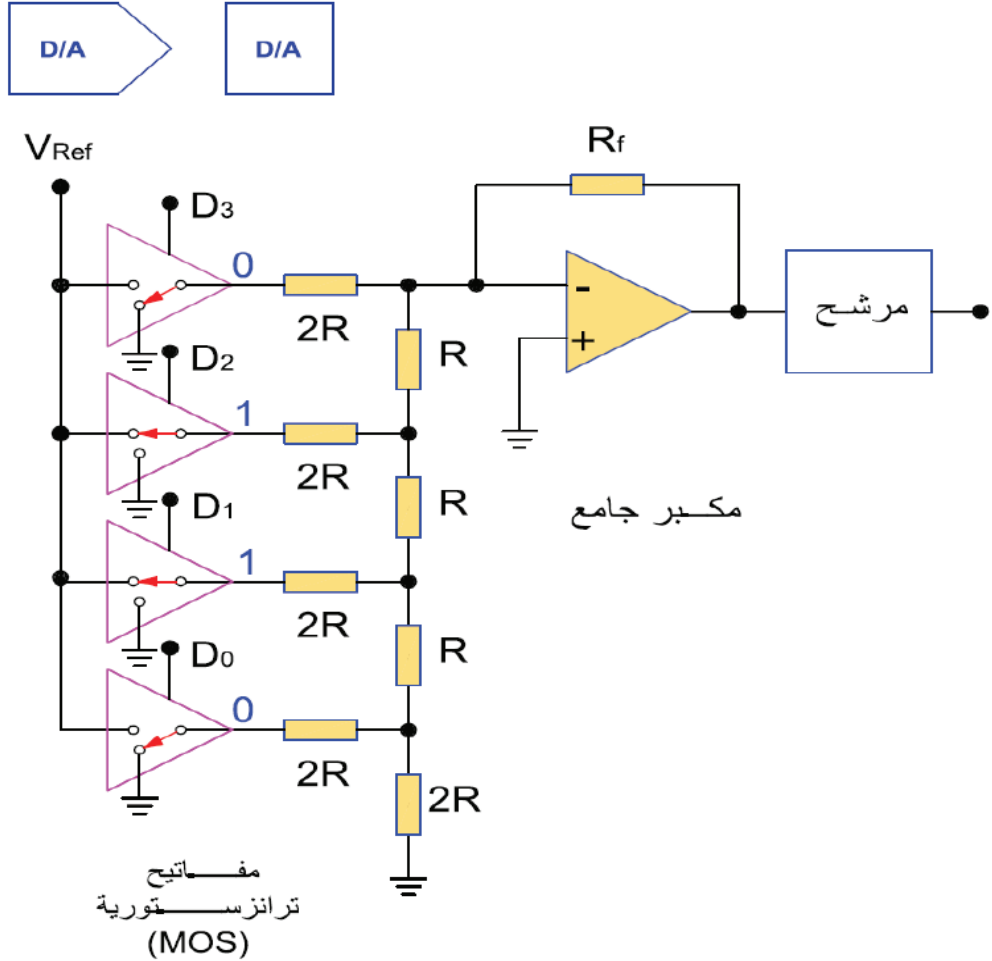 D/A
D/A
VRef
Rf
D3
0
2R
-
+
مرشح
R
D2
1
2R
R
مكبر جامع
D1
1
2R
R
D0
0
2R
2R
مفاتيح
ترانزستورية
(MOS)